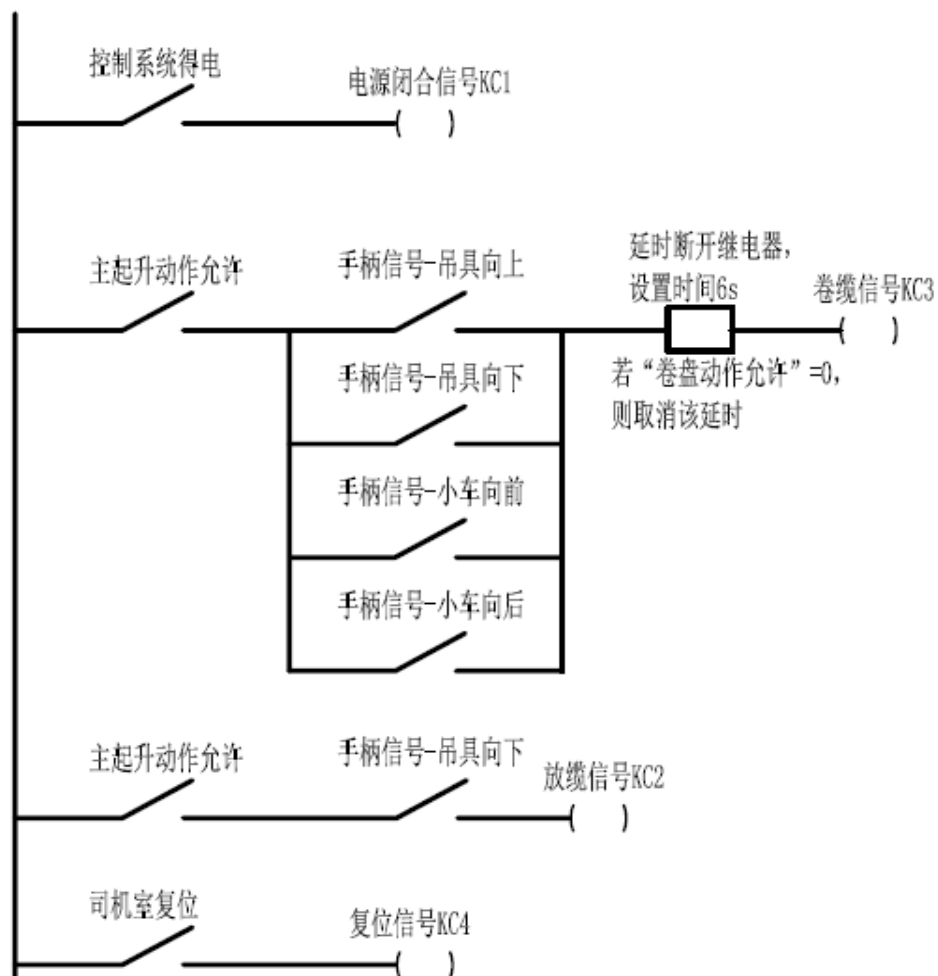 控制系统得电
电源闭合信号KC1
主起升动作允许
手柄信号-吊具向上
延时断开继电器，
设置时间6s
卷缆信号KC3
手柄信号-吊具向下
若“卷盘动作允许”=0，
则取消该延时
手柄信号-小车向前
手柄信号-小车向后
主起升动作允许
手柄信号-吊具向下
放缆信号KC2
司机室复位
复位信号KC4